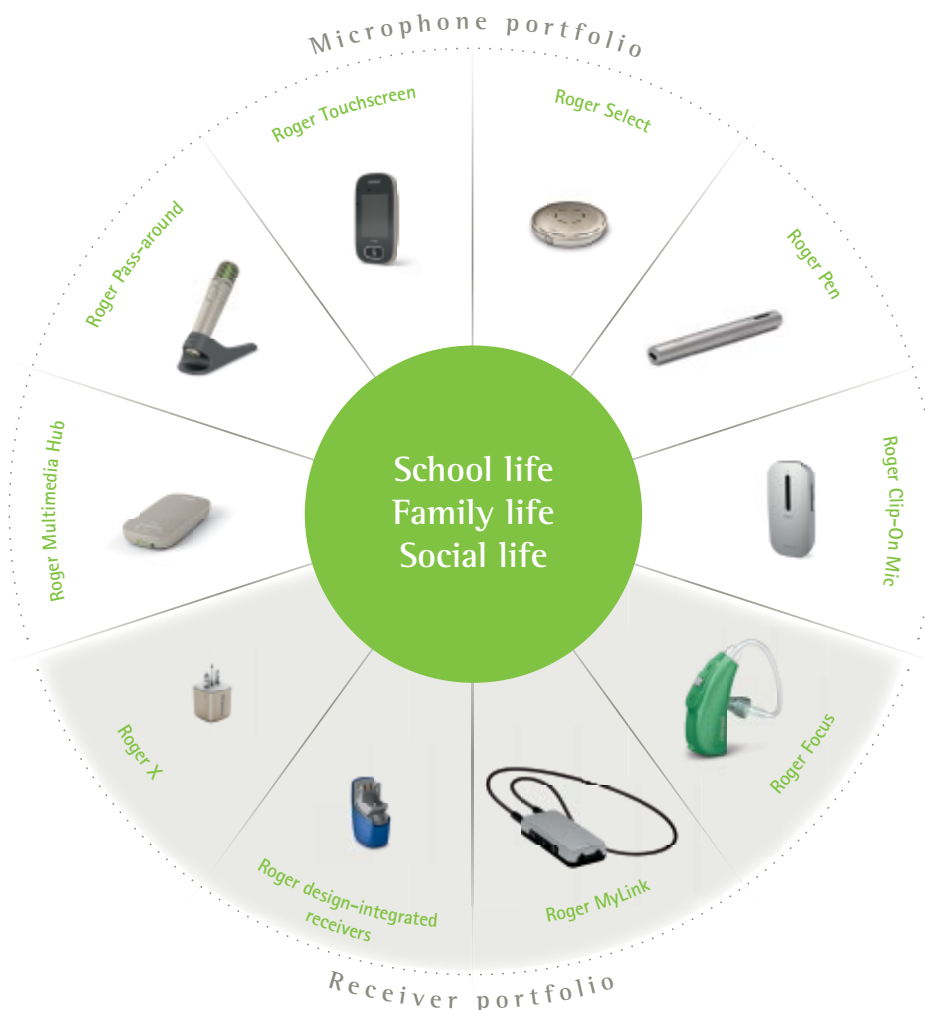 Microphone portfolio
Roger Touchscreen
Roger Select
Roger Pass-around
Roger Pen
Roger Multimedia Hub
Roger Clip-On Mic
School life
Family life
Social life
Roger X
Roger Focus
Roger design-integrated
receivers
Roger MyLink
Receiver portfolio